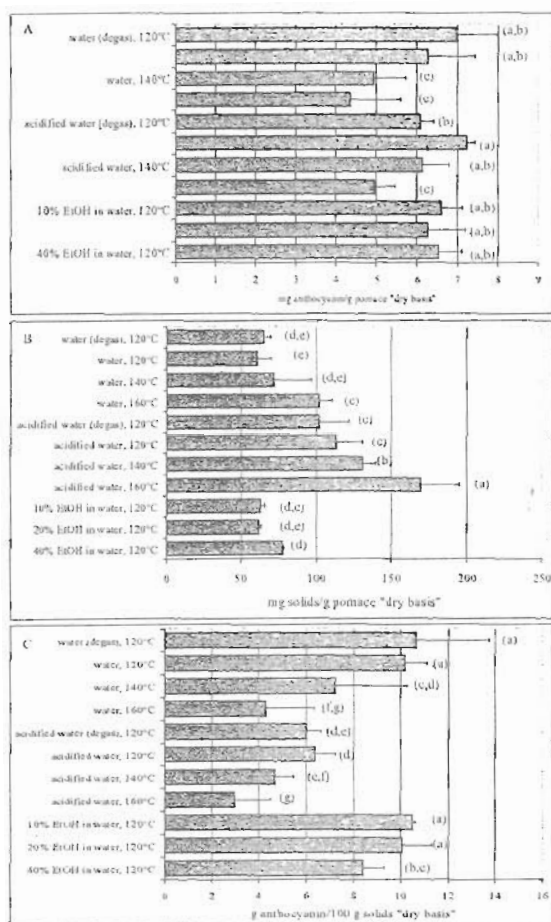 A
water (degas), 120°C (a,b)
(a,b)
water, 140°C (c)
(c)
acidified water [degas), 120°C (b)
(a)
acidified water, 140°C (a,b)
(c)
10% EtOH in water, 120°C (a,b)
(a,b)
40% EtOH in water, 120°C (a,b)
0 1 2 3 4 5 6 7 8 9
mg anthocyanin/g pomace "dry basis"
B
water (degas), 120°C (d,e)
water, 120°C (e)
water, 140°C (d,e)
water, 160°C (c)
acidified water (degas), 120°C (c)
acidified water, 120°C (c)
acidified water, 140°C (b)
acidified water, 160°C (a)
10% EtOH in water, 120°C (d,e)
20% EtOH in water, 120°C (d,e)
40% EtOH in water, 120°C (d)
0 50 100 150 200 250
mg solids/g pomace "dry basis"
C
water (degas), 120°C (a)
water, 120°C (a)
water, 140°C (c,d)
water, 160°C (f,g)
acidified water (degas), 120°C (d,e)
acidified water, 120°C (d)
acidified water, 140°C (e,f)
acidified water, 160°C (g)
10% EtOH in water, 120°C (a)
20% EtOH in water, 120°C (a)
40% EtOH in water, 120°C (b,c)
0 2 4 6 8 10 12 14 16
g anthocyanin/100 g solids "dry basis"